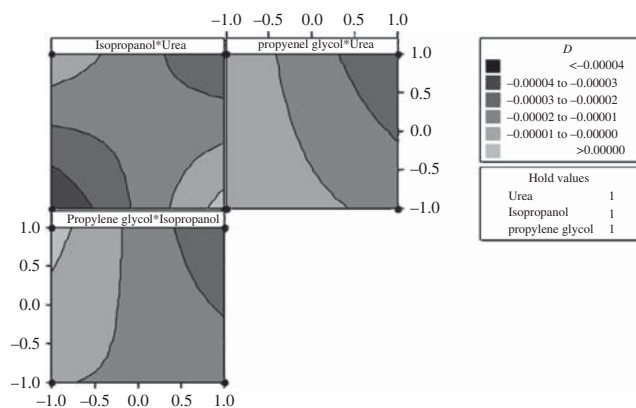 −1.0 −0.5 0.0 0.5 1.0
Isopropanol*Urea
propyenel glycol*Urea
1.0
0.5
0.0
−0.5
−1.0
Propylene glycol*Isopropanol
1.0
0.5
0.0
−0.5
−1.0
−1.0 −0.5 0.0 0.5 1.0
D
<−0.00004
−0.00004 to −0.00003
−0.00003 to −0.00002
−0.00002 to −0.00001
−0.00001 to −0.00000
>0.00000
Hold values
Urea 1
Isopropanol 1
propylene glycol 1